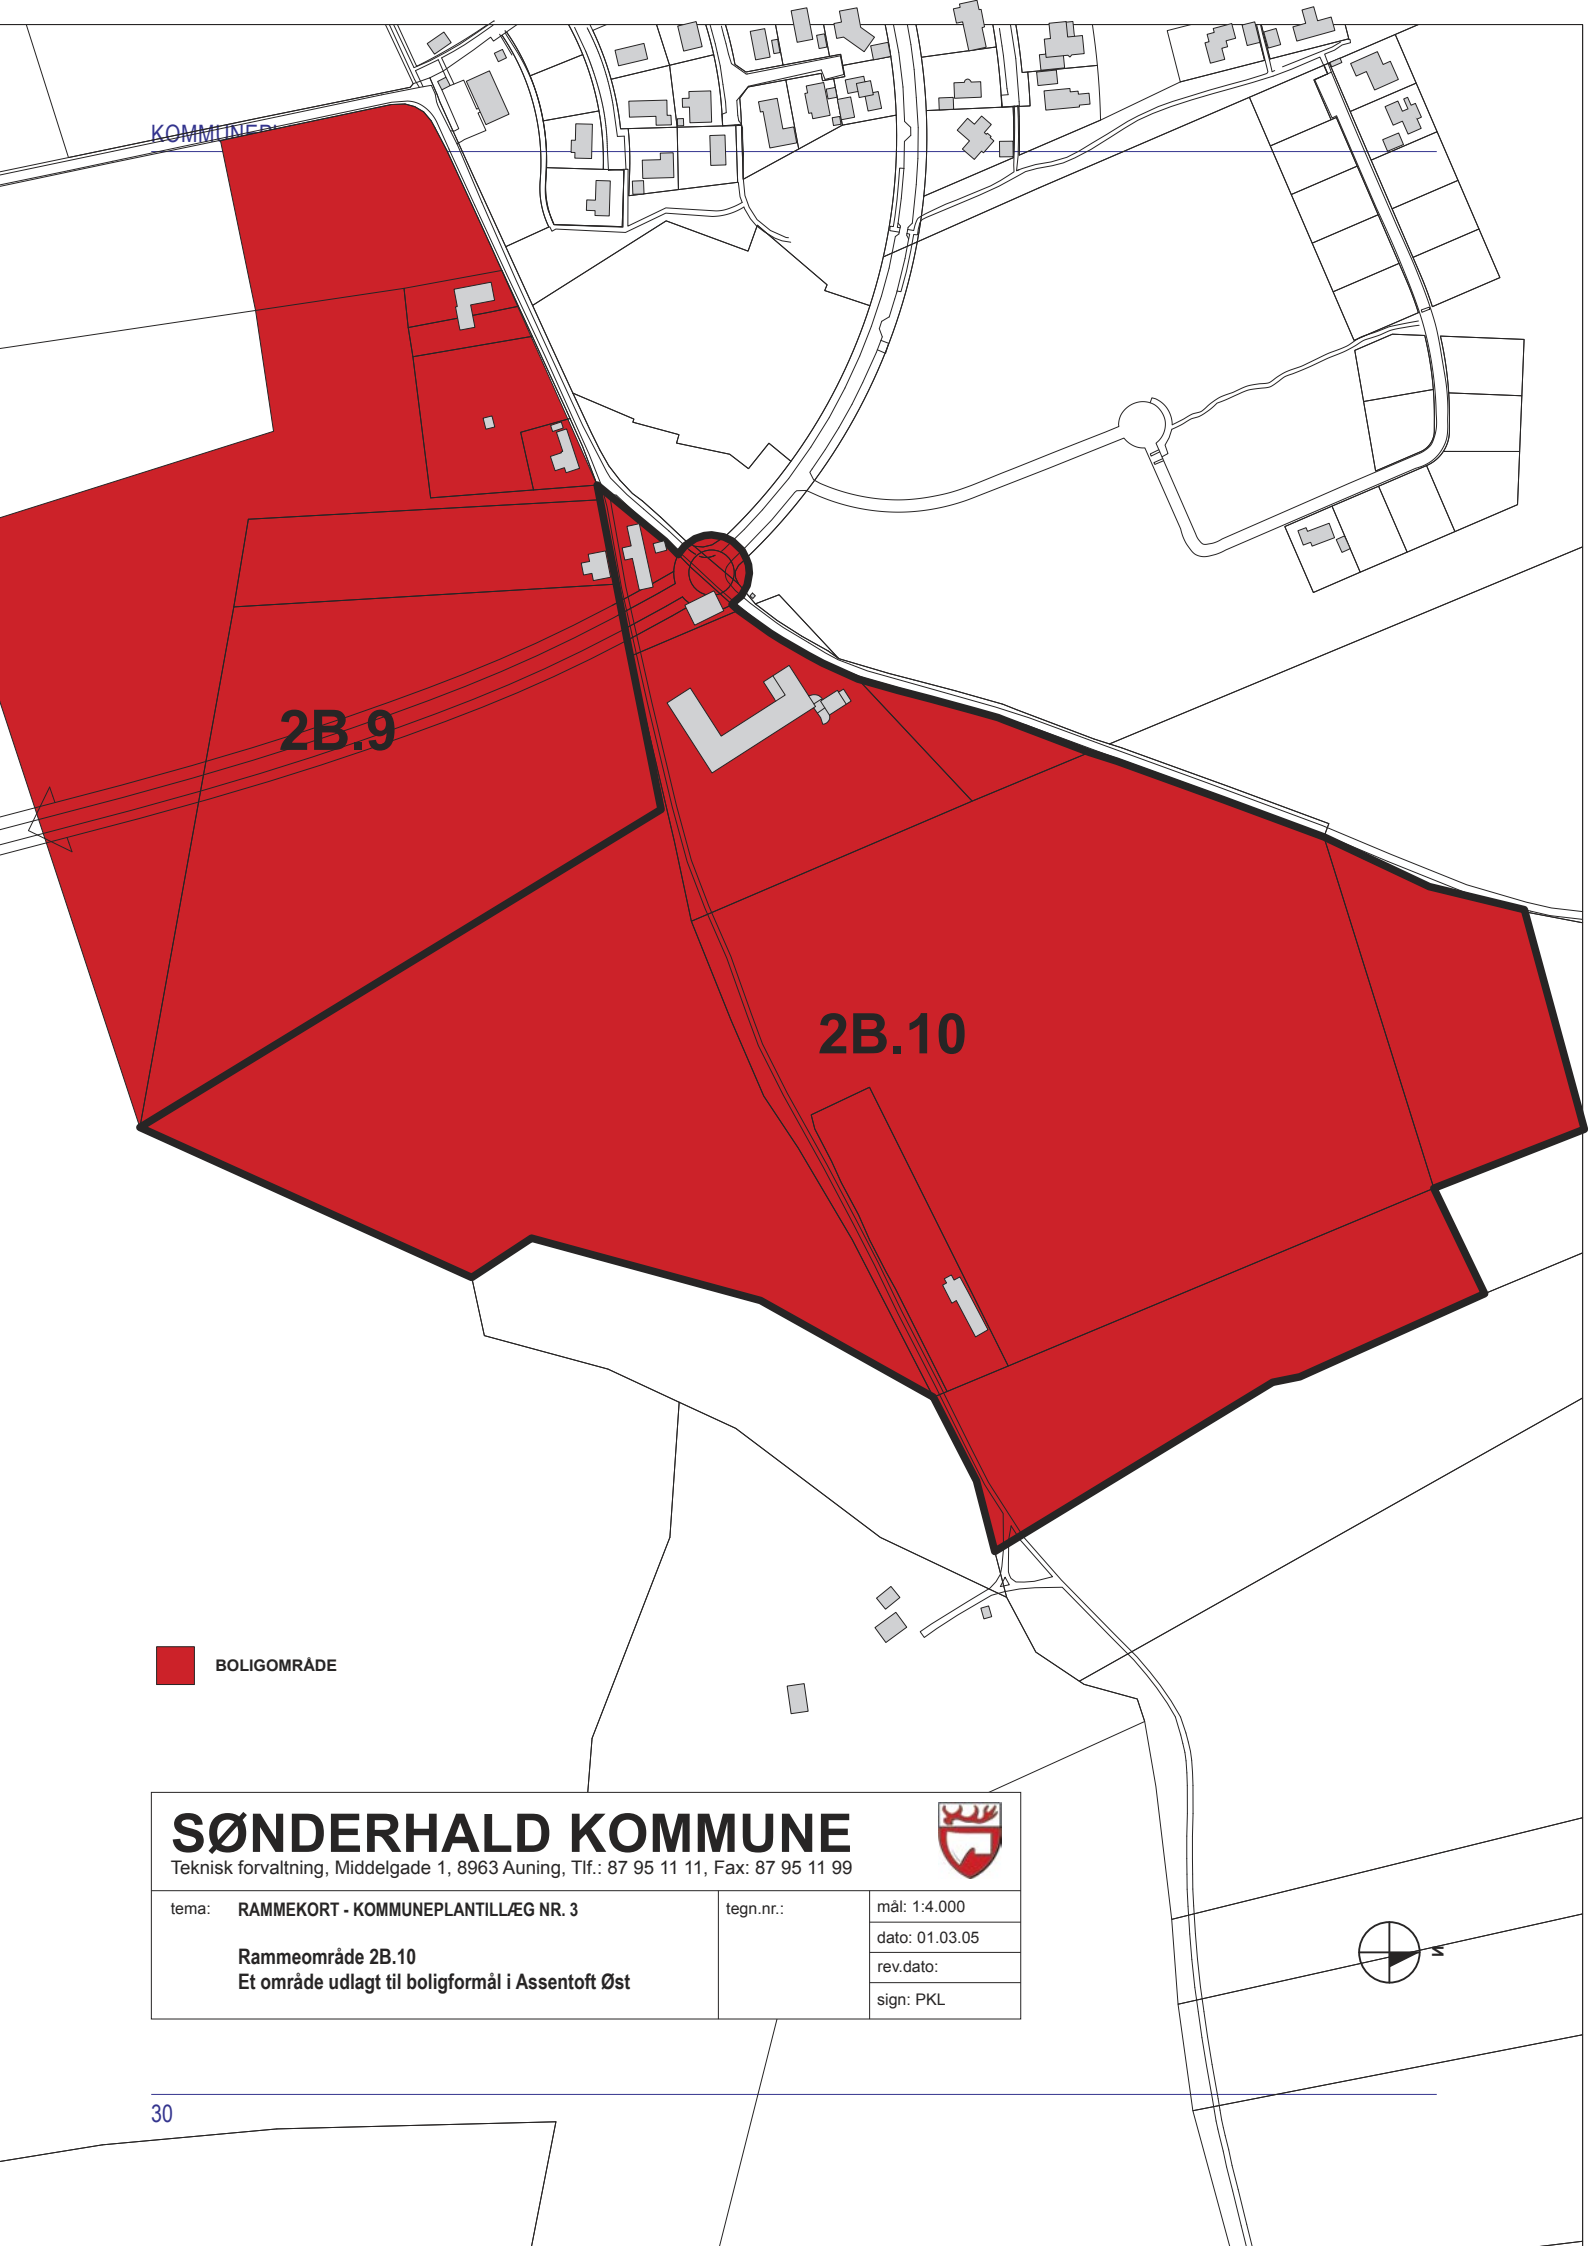 2B.9
2B.10
BOLIGOMRÅDE
SØNDERHALD KOMMUNE
Teknisk forvaltning, Middelgade 1, 8963 Auning, Tlf.: 87 95 11 11, Fax: 87 95 11 99
tema: RAMMEKORT - KOMMUNEPLANTILLÆG NR. 3
Rammeområde 2B.10
Et område udlagt til boligformål i Assentoft Øst
tegn.nr.:
mål: 1:4.000
dato: 01.03.05
rev.dato:
sign: PKL
N
30